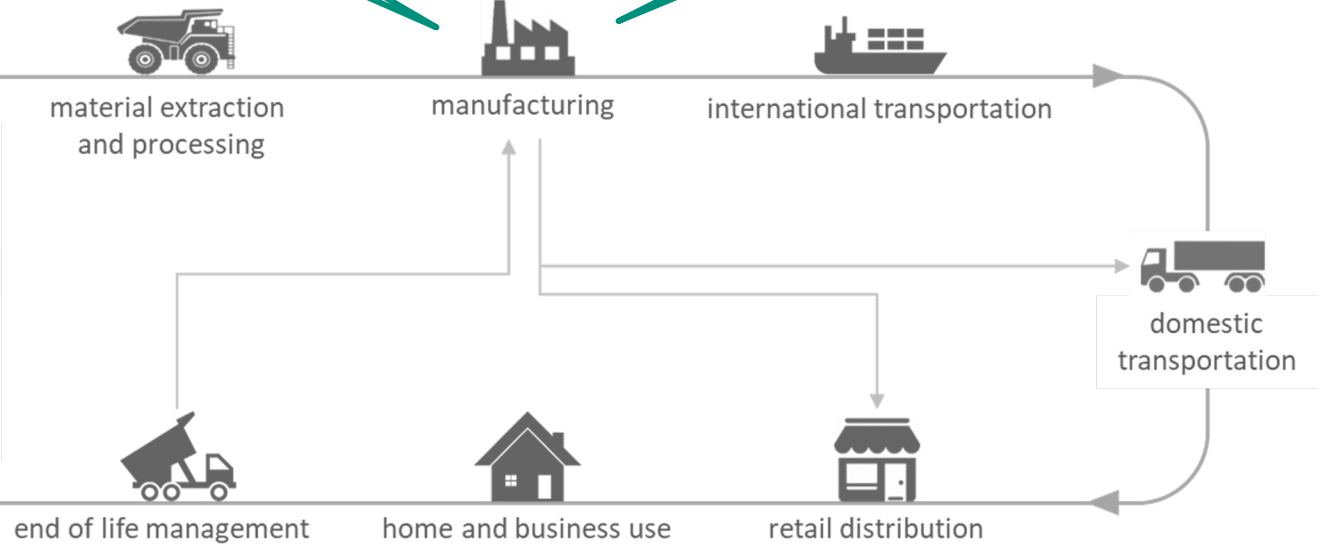 material extraction
and processing
manufacturing
international transportation
domestic
transportation
end of life management
home and business use
retail distribution